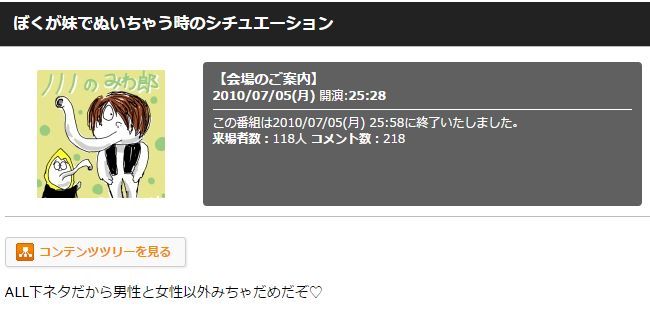 ぼくが妹でぬいちゃう時のシチュエーション
ノノノのみわ郎
【会場のご案内】
2010/07/05(月) 開演:25:28
この番組は2010/07/05(月) 25:58に終了いたしました。
来場者数：118人 コメント数：218
コンテンツツリーを見る
ALL下ネタだから男性と女性以外みちゃだめだぞ♡